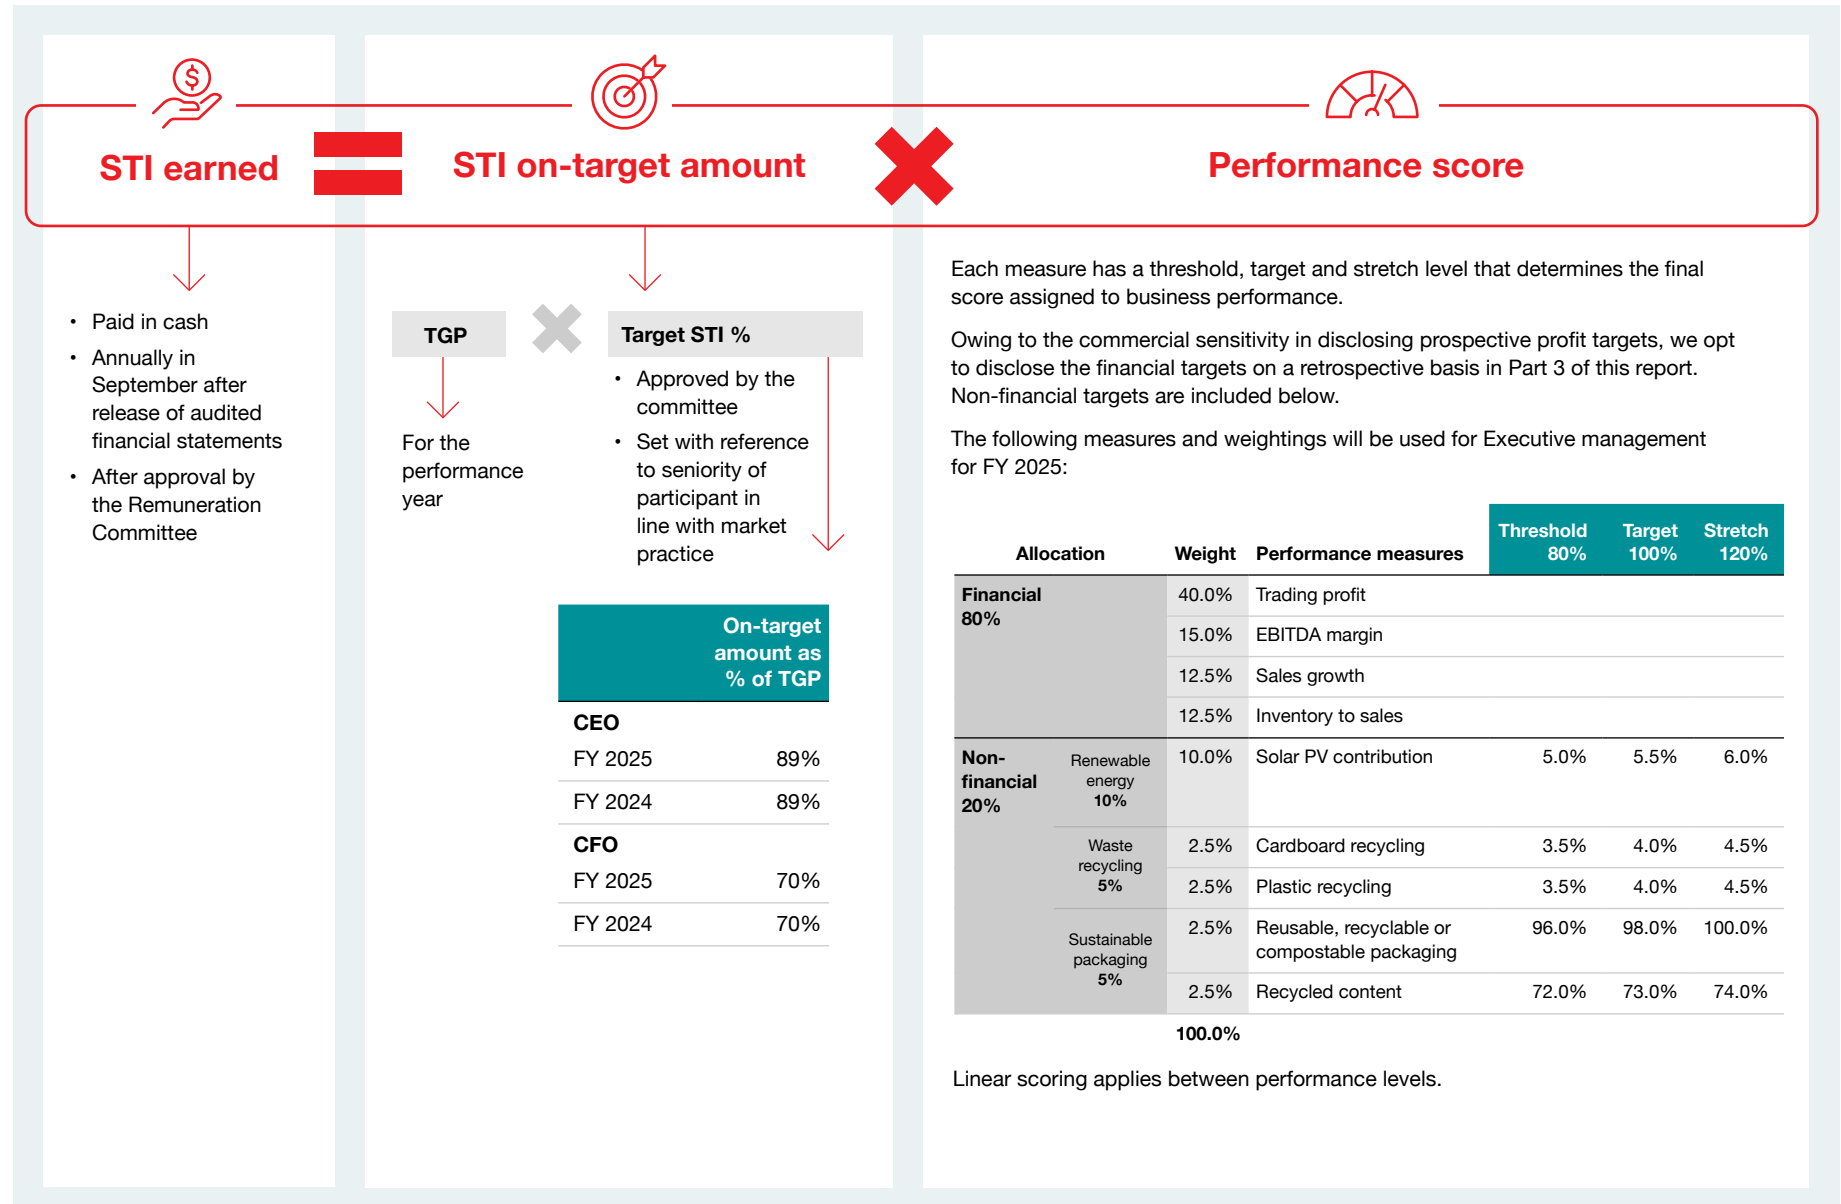 STI earned
STI on-target amount
Performance score
• Paid in cash
• Annually in
September after
release of audited
financial statements
• After approval by
the Remuneration
Committee
TGP
For the
performance
year
Target STI %
• Approved by the
committee
• Set with reference
to seniority of
participant in
line with market
practice
On-target
amount as
% of TGP
CEO
FY 2025 89%
FY 2024 89%
CFO
FY 2025 70%
FY 2024 70%
Each measure has a threshold, target and stretch level that determines the final
score assigned to business performance.
Owing to the commercial sensitivity in disclosing prospective profit targets, we opt
to disclose the financial targets on a retrospective basis in Part 3 of this report.
Non-financial targets are included below.
The following measures and weightings will be used for Executive management
for FY 2025:
Allocation Weight Performance measures Threshold 80% Target 100% Stretch 120%
Financial 80% 40.0% Trading profit
15.0% EBITDA margin
12.5% Sales growth
12.5% Inventory to sales
Non-financial 20% Renewable energy 10% 10.0% Solar PV contribution 5.0% 5.5% 6.0%
Waste recycling 5% 2.5% Cardboard recycling 3.5% 4.0% 4.5%
2.5% Plastic recycling 3.5% 4.0% 4.5%
Sustainable packaging 5% 2.5% Reusable, recyclable or compostable packaging 96.0% 98.0% 100.0%
2.5% Recycled content 72.0% 73.0% 74.0%
100.0%
Linear scoring applies between performance levels.